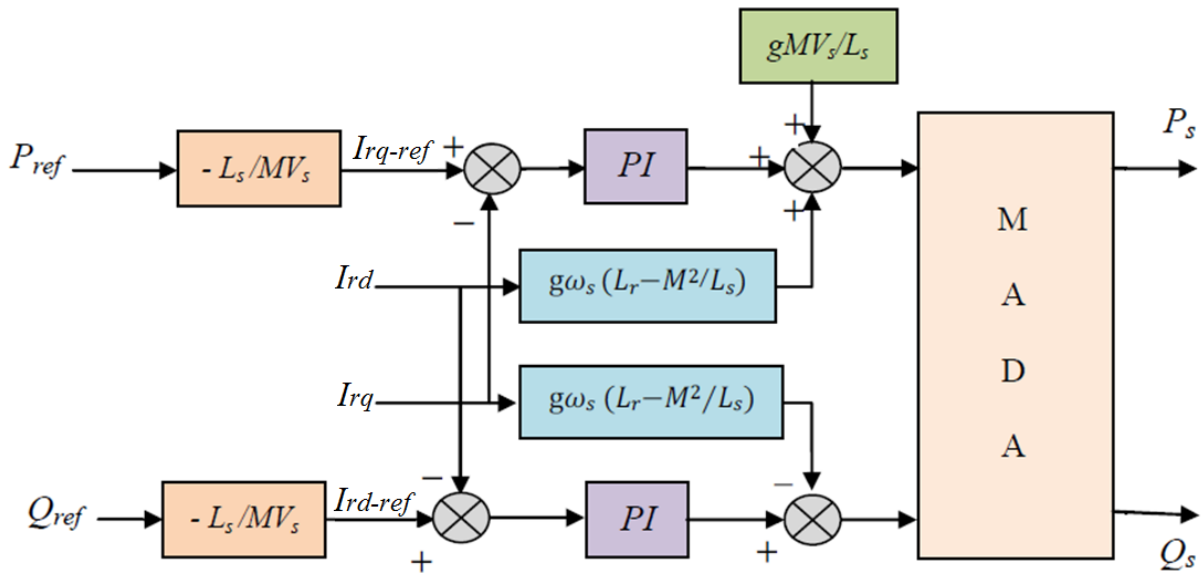 gMVₛ/Lₛ
+
Pref
- Lₛ/MVₛ
Irq-ref
+
−
PI
+
+
Pₛ
Ird
gωₛ (Lᵣ−M²/Lₛ)
Irq
gωₛ (Lᵣ−M²/Lₛ)
M
A
D
A
Qref
- Lₛ/MVₛ
Ird-ref
−
+
PI
−
+
Qₛ